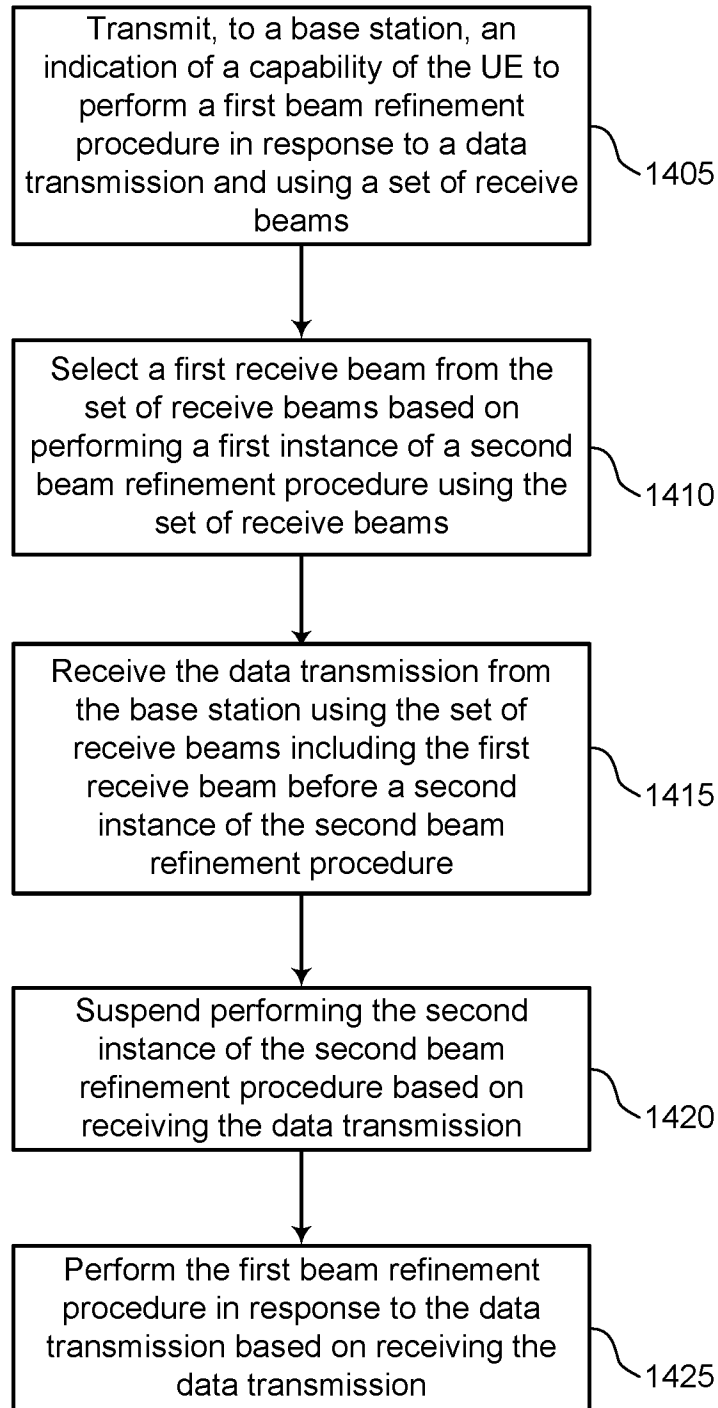 Transmit, to a base station, an
indication of a capability of the UE to
perform a first beam refinement
procedure in response to a data
transmission and using a set of receive
beams
1405
Select a first receive beam from the
set of receive beams based on
performing a first instance of a second
beam refinement procedure using the
set of receive beams
1410
Receive the data transmission from
the base station using the set of
receive beams including the first
receive beam before a second
instance of the second beam
refinement procedure
1415
Suspend performing the second
instance of the second beam
refinement procedure based on
receiving the data transmission
1420
Perform the first beam refinement
procedure in response to the data
transmission based on receiving the
data transmission
1425